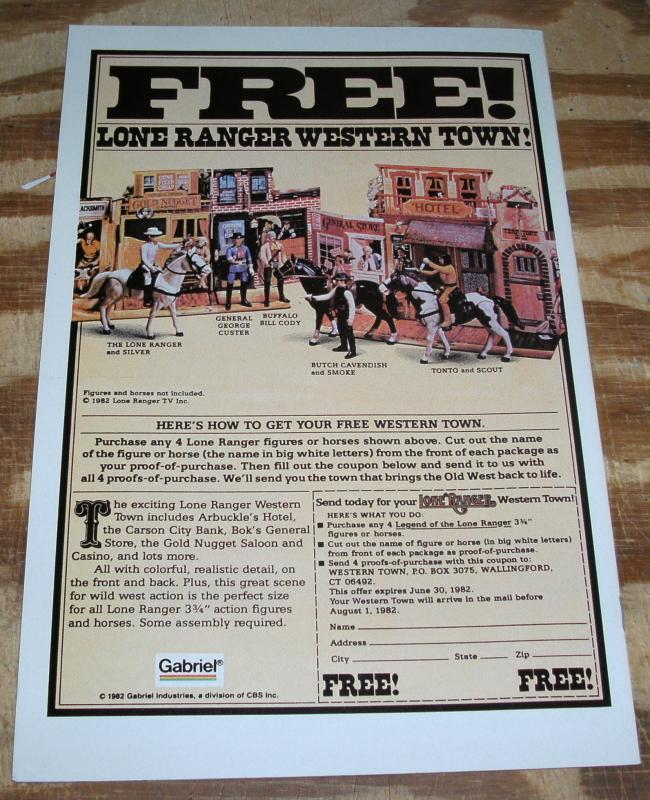 FREE!
LONE RANGER WESTERN TOWN!
GOLD NUGGET
ACKSMITH
HOTEL
GENERAL STORE
THE LONE RANGER
and SILVER
GENERAL
GEORGE
CUSTER
BUFFALO
BILL CODY
BUTCH CAVENDISH
and SMOKE
TONTO and SCOUT
Figures and horses not included.
© 1982 Lone Ranger TV Inc.
HERE'S HOW TO GET YOUR FREE WESTERN TOWN.
Purchase any 4 Lone Ranger figures or horses shown above. Cut out the name
of the figure or horse (the name in big white letters) from the front of each package as
your proof-of-purchase. Then fill out the coupon below and send it to us with
all 4 proofs-of-purchase. We'll send you the town that brings the Old West back to life.
The exciting Lone Ranger Western
Town includes Arbuckle's Hotel,
the Carson City Bank, Bok's General
Store, the Gold Nugget Saloon and
Casino, and lots more.
All with colorful, realistic detail, on
the front and back. Plus, this great scene
for wild west action is the perfect size
for all Lone Ranger 3¾" action figures
and horses. Some assembly required.
Gabriel®
© 1982 Gabriel Industries, a division of CBS Inc.
Send today for your LONE RANGER Western Town!
HERE'S WHAT YOU DO:
■ Purchase any 4 Legend of the Lone Ranger 3¾"
figures or horses.
■ Cut out the name of figure or horse (in big white letters)
from front of each package as proof-of-purchase.
■ Send 4 proofs-of-purchase with this coupon to:
WESTERN TOWN, P.O. BOX 3075, WALLINGFORD,
CT 06492.
This offer expires June 30, 1982.
Your Western Town will arrive in the mail before
August 1, 1982.
Name
Address
City State Zip
FREE! FREE!